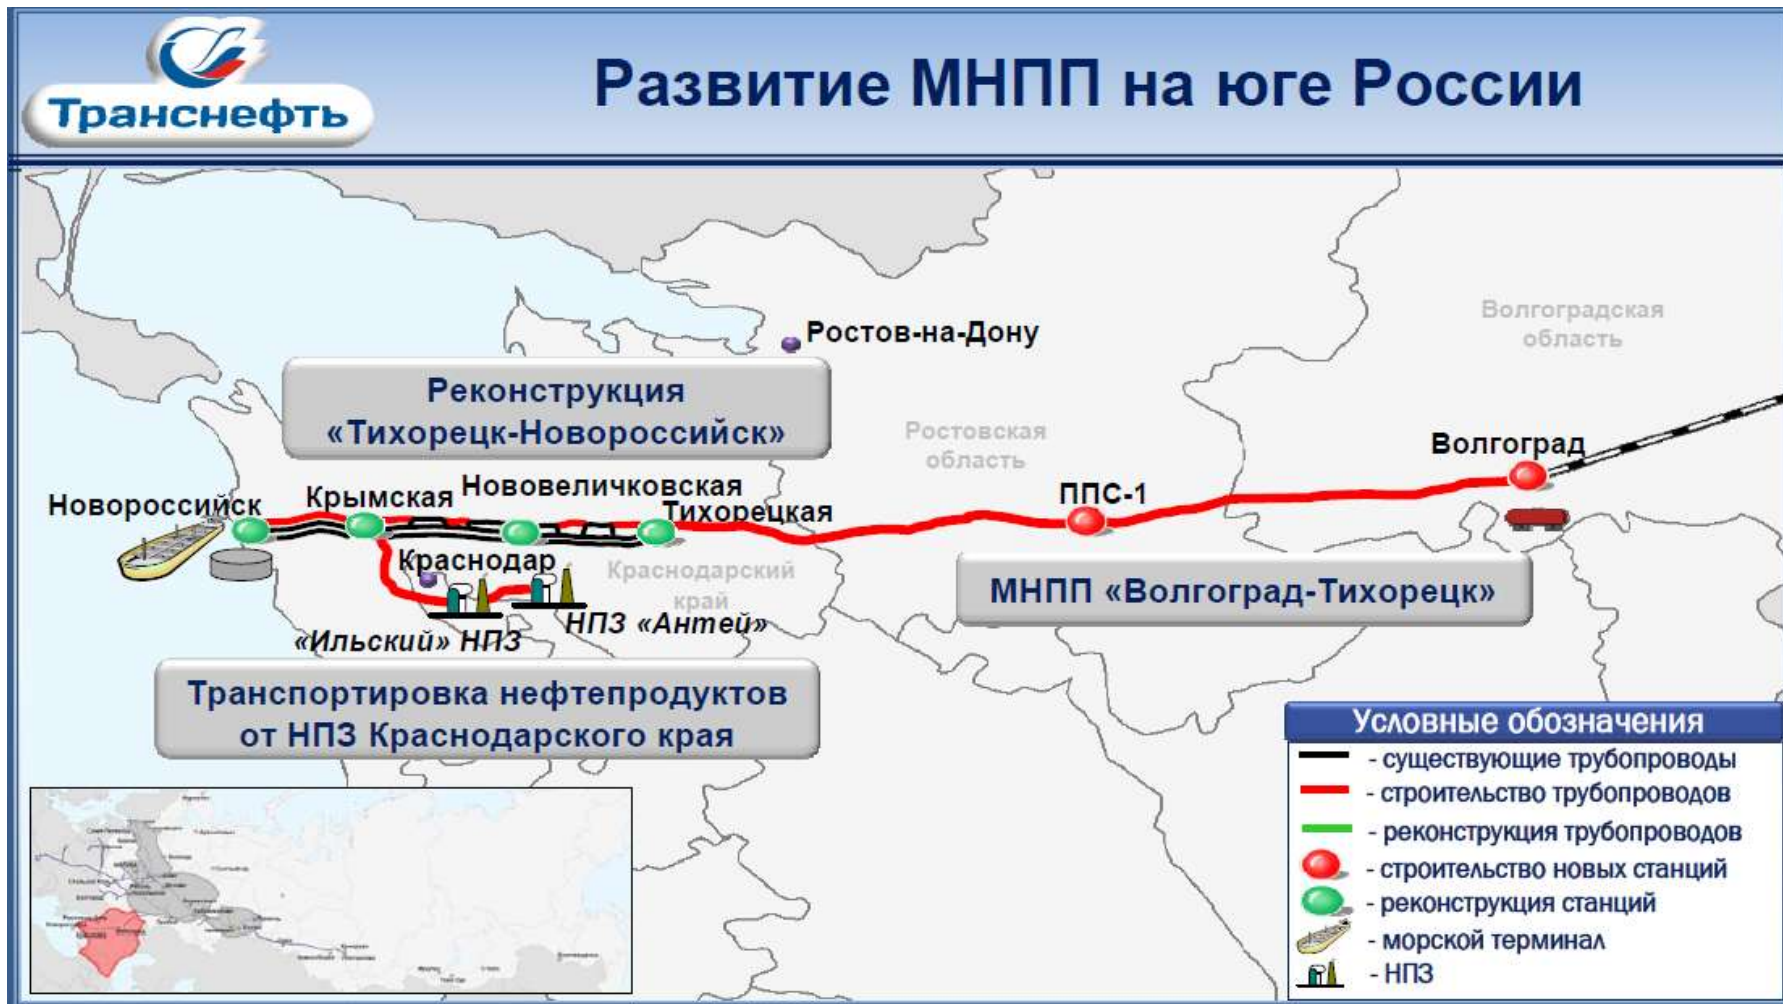 Транснефть
Развитие МНПП на юге России
Волгоградская
область
Ростов-на-Дону
Реконструкция
«Тихорецк-Новороссийск»
Ростовская
область
Волгоград
Новороссийск
Крымская
Нововеличковская
Тихорецкая
ППС-1
Краснодар
Краснодарский
край
МНПП «Волгоград-Тихорецк»
«Ильский» НПЗ
НПЗ «Антей»
Транспортировка нефтепродуктов
от НПЗ Краснодарского края
Условные обозначения
- существующие трубопроводы
- строительство трубопроводов
- реконструкция трубопроводов
- строительство новых станций
- реконструкция станций
- морской терминал
- НПЗ